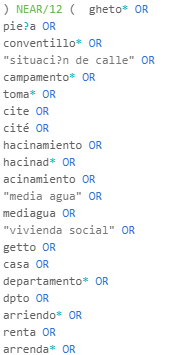 ) NEAR/12 (  gheto* OR
pie?a OR
conventillo* OR
"situaci?n de calle" OR
campamento* OR
toma* OR
cite OR
cité OR
hacinamiento OR
hacinad* OR
acinamiento OR
"media agua" OR
mediagua OR
"vivienda social" OR
getto OR
casa OR
departamento* OR
dpto OR
arriendo* OR
renta OR
arrenda* OR